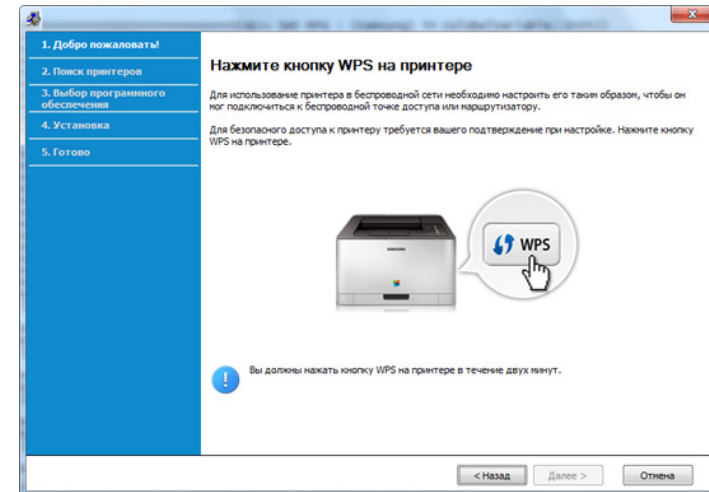 1. Добро пожаловать!
2. Поиск принтеров
3. Выбор программного
обеспечения
4. Установка
5. Готово
Нажмите кнопку WPS на принтере
Для использование принтера в беспроводной сети необходимо настроить его таким образом, чтобы он
мог подключиться к беспроводной точке доступа или маршрутизатору.
Для безопасного доступа к принтеру требуется вашего подтверждение при настройке. Нажмите кнопку
WPS на принтере.
SAMSUNG
WPS
Вы должны нажать кнопку WPS на принтере в течение двух минут.
< Назад
Далее >
Отмена